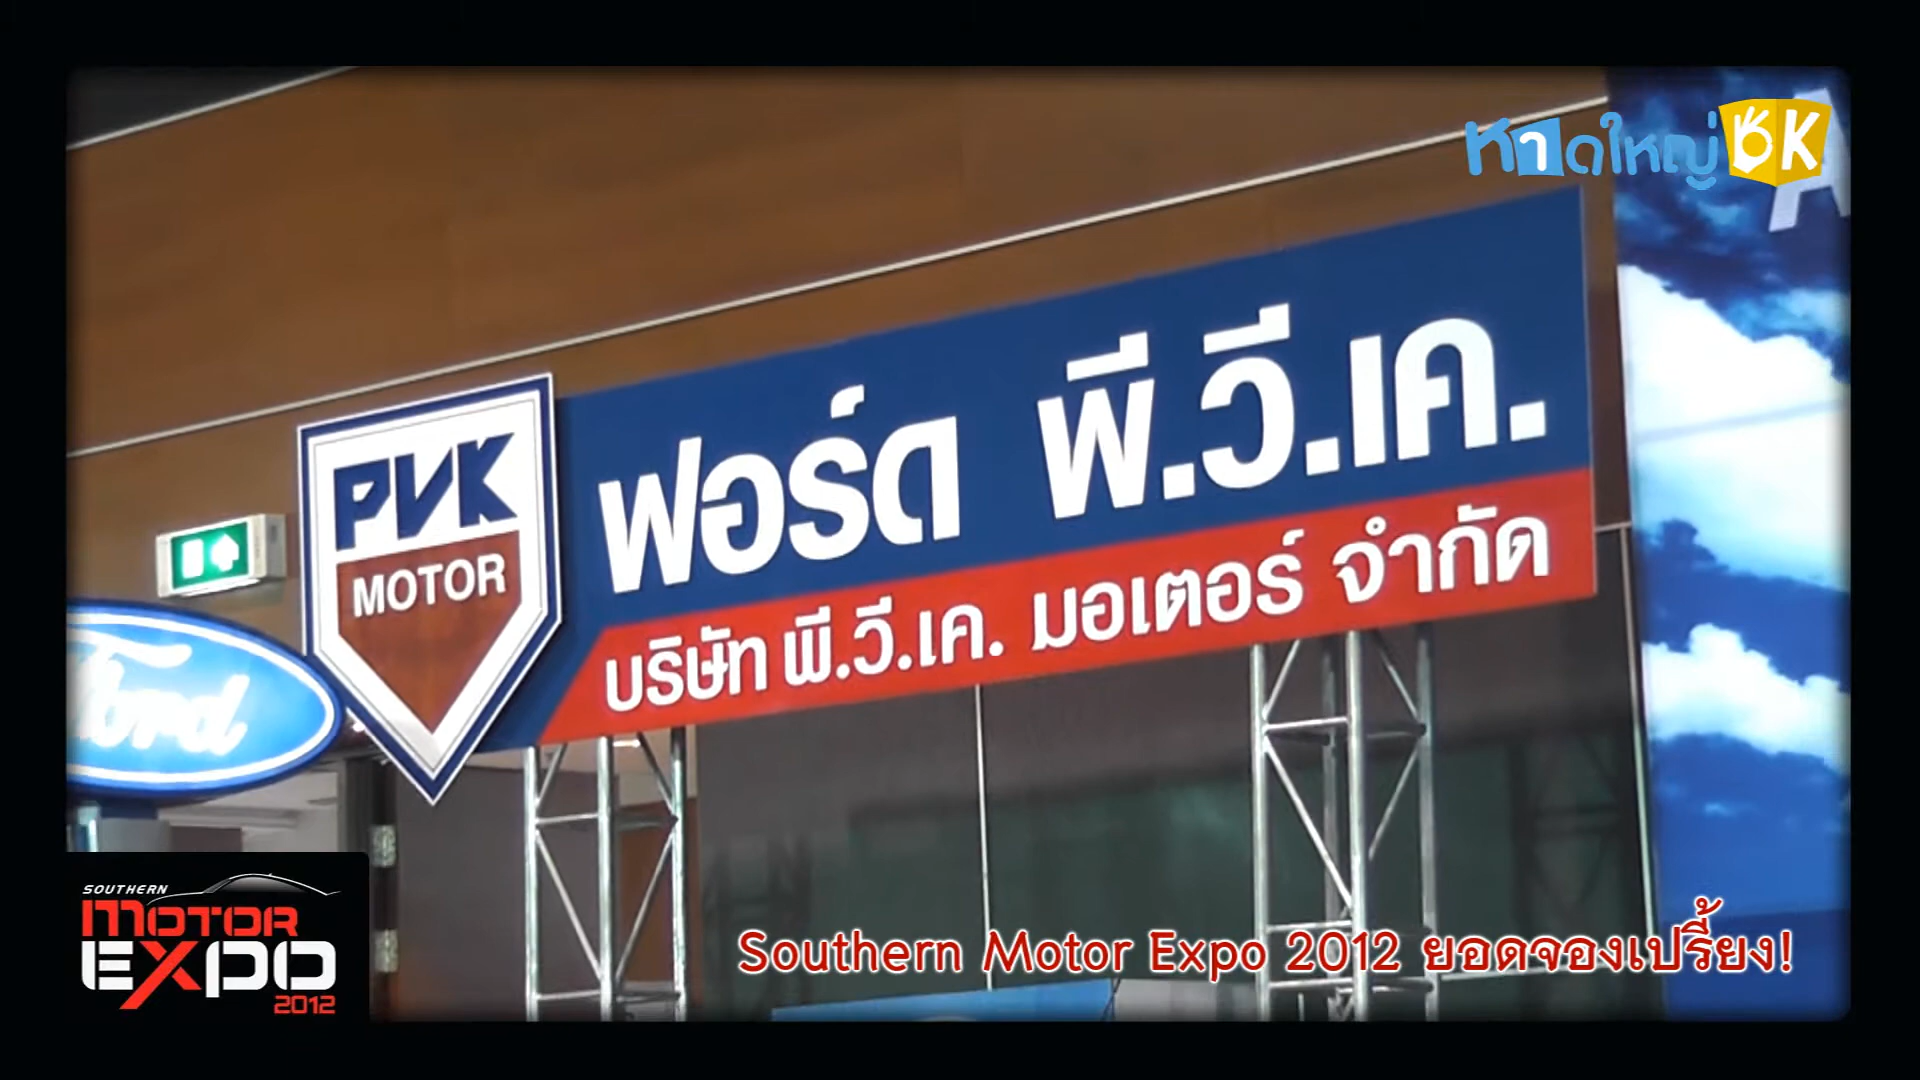 หาดใหญ่ OK
A
PVK
MOTOR
ฟอร์ด พี.วี.เค.
บริษัท พี.วี.เค. มอเตอร์ จำกัด
Ford
SOUTHERN
MOTOR
EXPO
2012
Southern Motor Expo 2012 ยอดจองเปรี้ยง!